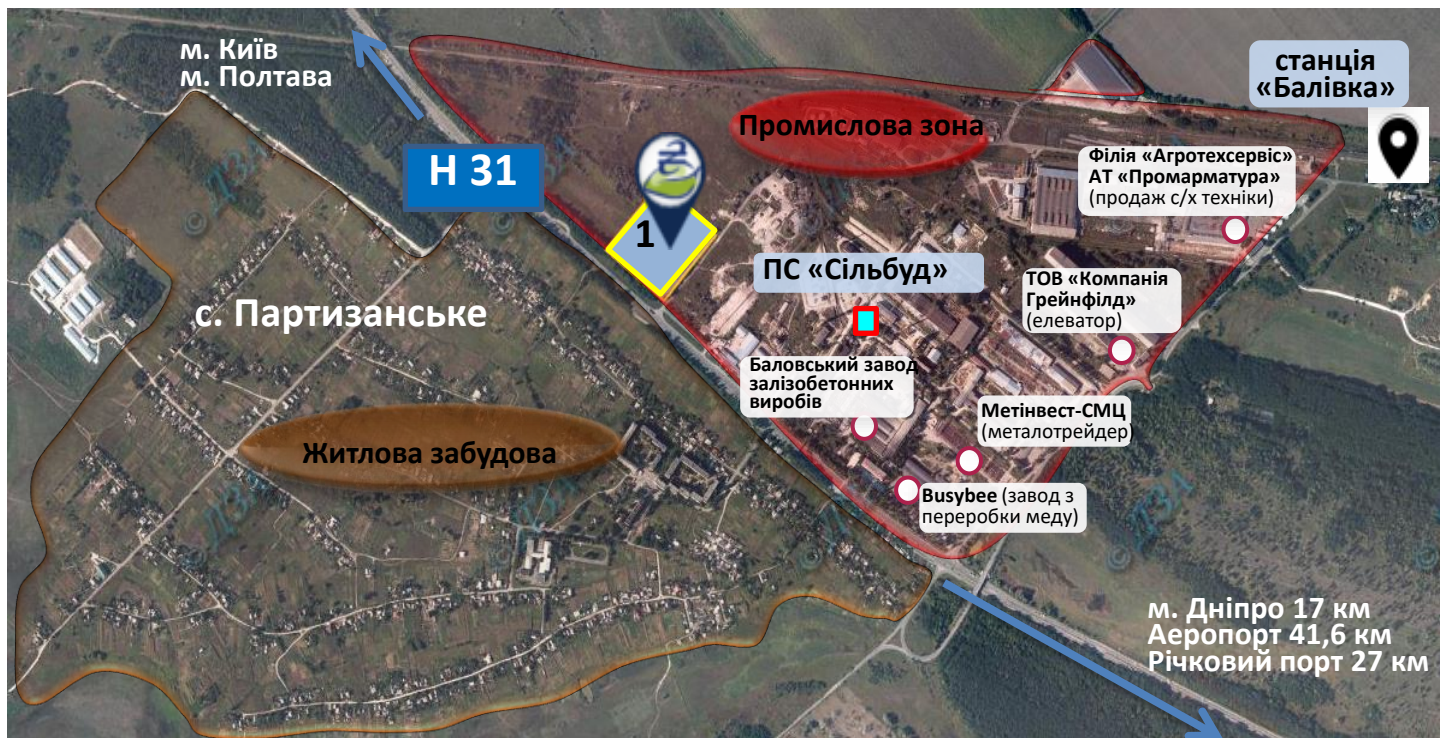 м. Київ
м. Полтава
станція
«Балівка»
Промислова зона
Н 31
Філія «Агротехсервіс»
АТ «Промарматура»
(продаж с/х техніки)
1
ПС «Сільбуд»
ТОВ «Компанія
Грейнфілд»
(елеватор)
с. Партизанське
Баловський завод
залізобетонних
виробів
Метінвест-СМЦ
(металотрейдер)
Житлова забудова
Busybee (завод з
переробки меду)
м. Дніпро 17 км
Аеропорт 41,6 км
Річковий порт 27 км